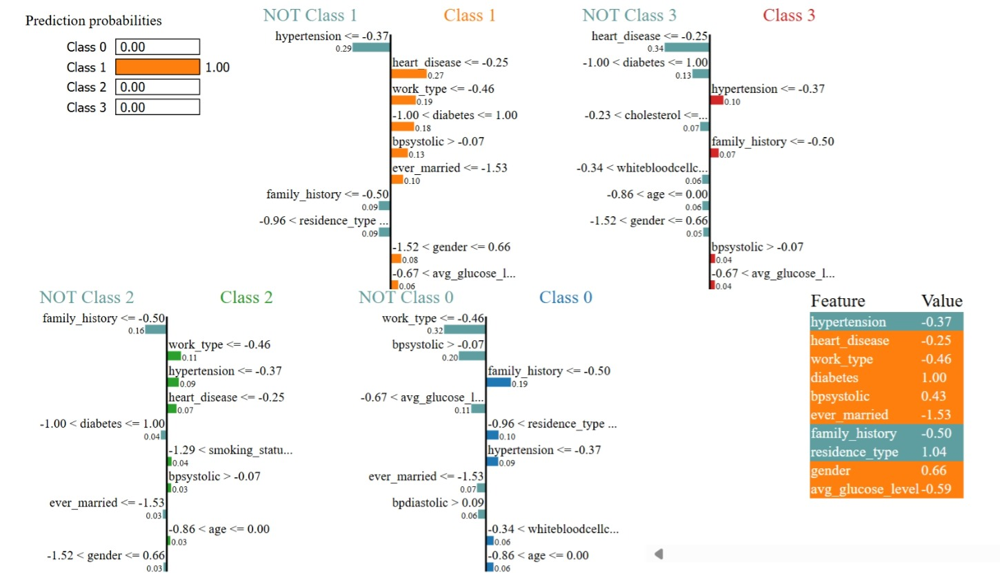 Prediction probabilities
Class 0 0.00
Class 1 1.00
Class 2 0.00
Class 3 0.00
NOT Class 1 Class 1
hypertension <= -0.37
0.29
heart_disease <= -0.25
0.27
work_type <= -0.46
0.19
-1.00 < diabetes <= 1.00
0.18
bpsystolic > -0.07
0.13
ever_married <= -1.53
0.10
family_history <= -0.50
0.09
-0.96 < residence_type ...
0.09
-1.52 < gender <= 0.66
0.08
-0.67 < avg_glucose_l...
0.06
NOT Class 3 Class 3
heart_disease <= -0.25
0.34
-1.00 < diabetes <= 1.00
0.13
hypertension <= -0.37
0.10
-0.23 < cholesterol <=...
0.07
family_history <= -0.50
0.07
-0.34 < whitebloodcellc...
0.06
-0.86 < age <= 0.00
0.06
-1.52 < gender <= 0.66
0.05
bpsystolic > -0.07
0.04
-0.67 < avg_glucose_l...
0.04
NOT Class 2 Class 2
family_history <= -0.50
0.16
work_type <= -0.46
0.11
hypertension <= -0.37
0.09
heart_disease <= -0.25
0.07
-1.00 < diabetes <= 1.00
0.04
-1.29 < smoking_statu...
0.04
bpsystolic > -0.07
0.03
ever_married <= -1.53
0.03
-0.86 < age <= 0.00
0.03
-1.52 < gender <= 0.66
0.03
NOT Class 0 Class 0
work_type <= -0.46
0.32
bpsystolic > -0.07
0.20
family_history <= -0.50
0.19
-0.67 < avg_glucose_l...
0.11
-0.96 < residence_type ...
0.10
hypertension <= -0.37
0.09
ever_married <= -1.53
0.07
bpdiastolic > 0.09
0.06
-0.34 < whitebloodcellc...
0.06
-0.86 < age <= 0.00
0.06
Feature Value
hypertension -0.37
heart_disease -0.25
work_type -0.46
diabetes 1.00
bpsystolic 0.43
ever_married -1.53
family_history -0.50
residence_type 1.04
gender 0.66
avg_glucose_level -0.59